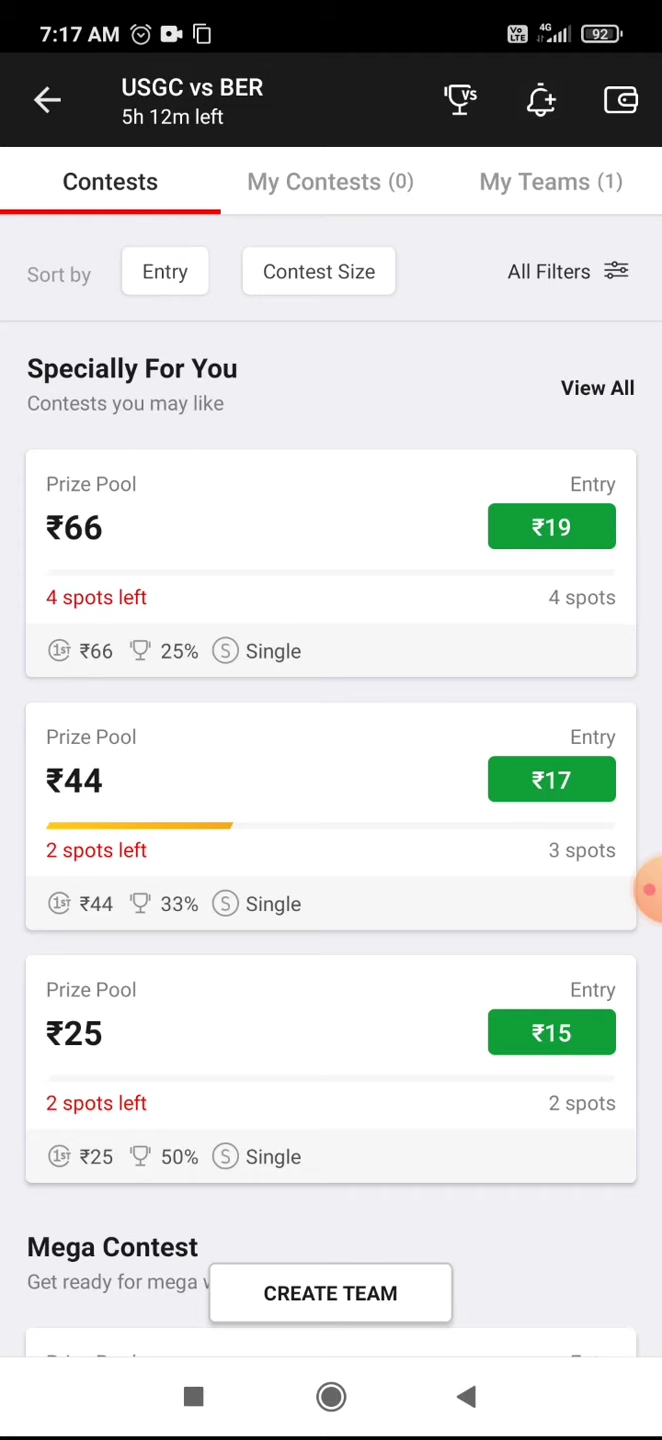 7:17 AM Vo LTE 4G 92
USGC vs BER
5h 12m left
VS
Contests My Contests (0) My Teams (1)
Sort by Entry Contest Size All Filters
Specially For You
Contests you may like
View All
Prize Pool Entry
₹66 ₹19
4 spots left 4 spots
1ST ₹66 25% S Single
Prize Pool Entry
₹44 ₹17
2 spots left 3 spots
1ST ₹44 33% S Single
Prize Pool Entry
₹25 ₹15
2 spots left 2 spots
1ST ₹25 50% S Single
Mega Contest
Get ready for mega
CREATE TEAM